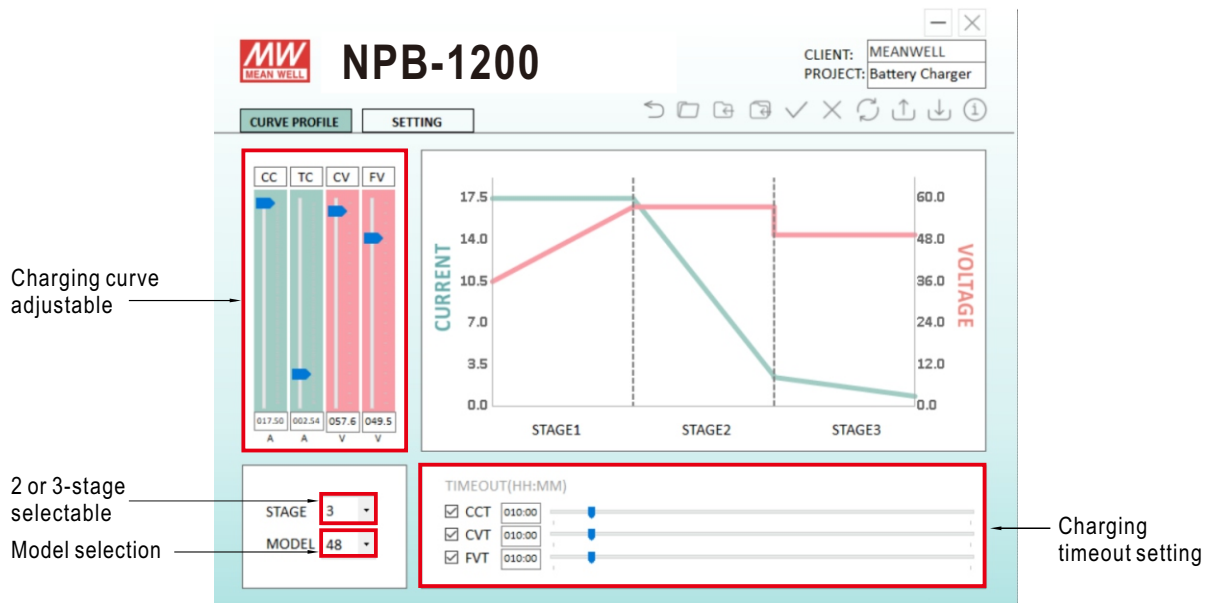 MW
MEAN WELL
NPB-1200
CLIENT: MEANWELL
PROJECT: Battery Charger
CURVE PROFILE
SETTING
CC TC CV FV
017.50 002.54 057.6 049.5
A A V V
Charging curve
adjustable
CURRENT
17.5
14.0
10.5
7.0
3.5
0.0
60.0
48.0
36.0
24.0
12.0
0.0
VOLTAGE
STAGE1 STAGE2 STAGE3
2 or 3-stage
selectable
Model selection
STAGE 3
MODEL 48
TIMEOUT(HH:MM)
CCT 010:00
CVT 010:00
FVT 010:00
Charging
timeout setting